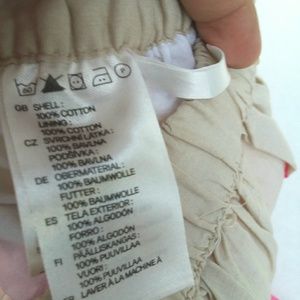 GB SHELL :
100% COTTON
LINING :
100% COTTON
CZ SVRCHNÍ LÁTKA :
100% BAVLNA
PODŠÍVKA :
100% BAVLNA
DE OBERMATERIAL :
100% BAUMWOLLE
FUTTER :
100% BAUMWOLLE
ES TELA EXTERIOR :
100% ALGODÓN
FORRO :
100% ALGODÓN
FI PÄÄLLISKANGAS :
100% PUUVILLAA
VUORI :
100% PUUVILLAA
LAVER À LA MACHINE À